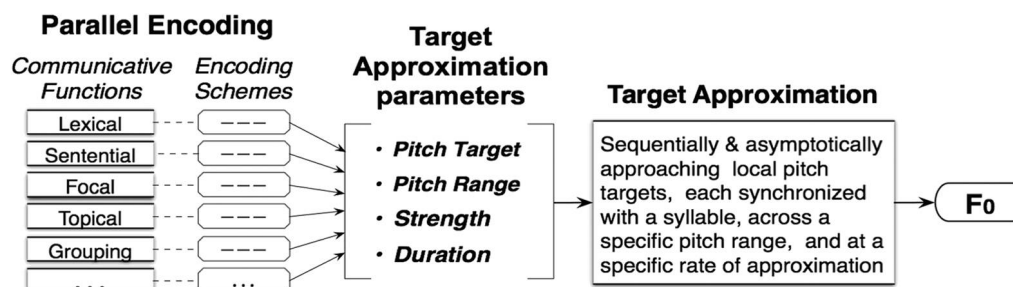 Parallel Encoding
Communicative
Functions
Encoding
Schemes
Lexical
---
Sentential
---
Focal
---
Topical
---
Grouping
---
...
...
Target
Approximation
parameters
• Pitch Target
• Pitch Range
• Strength
• Duration
Target Approximation
Sequentially & asymptotically
approaching local pitch
targets, each synchronized
with a syllable, across a
specific pitch range, and at a
specific rate of approximation
F0